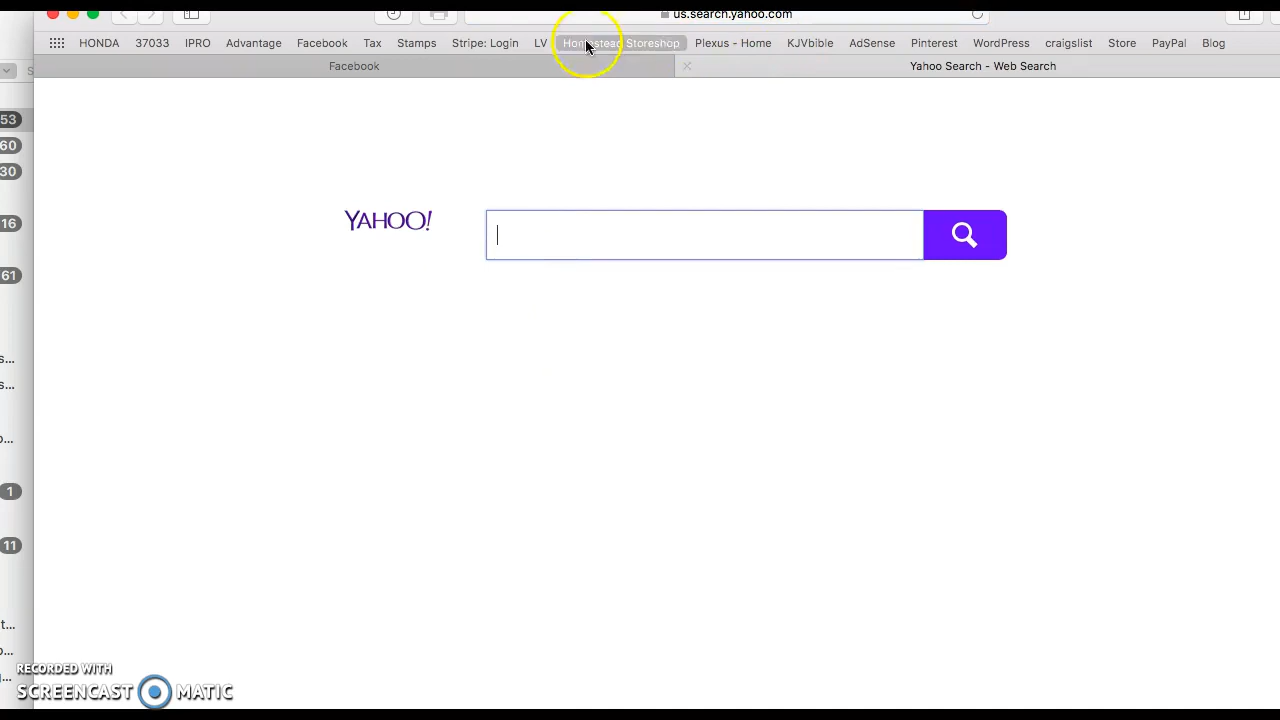 us.search.yahoo.com
HONDA 37033 IPRO Advantage Facebook Tax Stamps Stripe: Login LV Homestead Storeshop Plexus - Home KJVbible AdSense Pinterest WordPress igslist Store PayPal Blog
Facebook
Yahoo Search - Web Search
S
53
60
30
YAHOO!
16
61
s...
s...
o...
1
11
t...
o...
RECORDED WITH
SCREENCAST MATIC